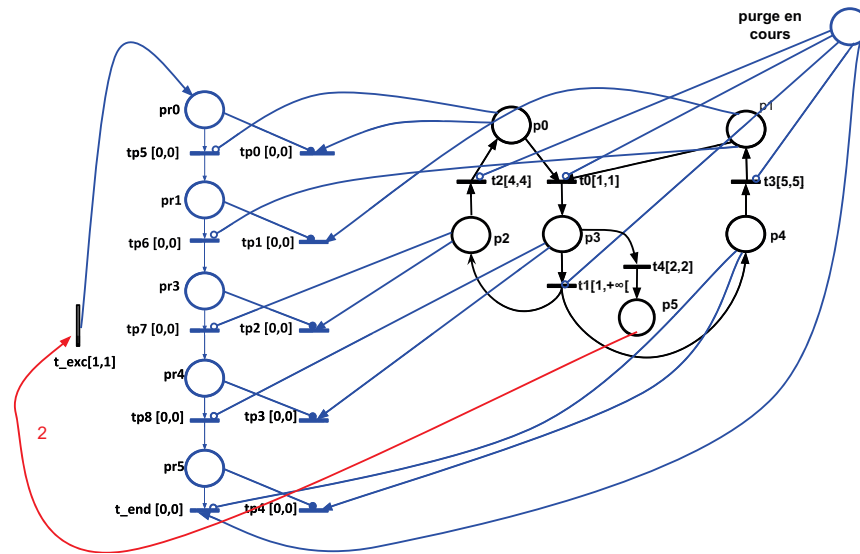 purge en
cours
pr0
p0
p1
tp5 [0,0]
tp0 [0,0]
t2[4,4]
t0[1,1]
t3[5,5]
pr1
tp6 [0,0]
tp1 [0,0]
p2
p3
p4
t4[2,2]
pr3
t1[1,+∞[
p5
tp7 [0,0]
tp2 [0,0]
t_exc[1,1]
pr4
tp8 [0,0]
tp3 [0,0]
2
pr5
t_end [0,0]
tp4 [0,0]